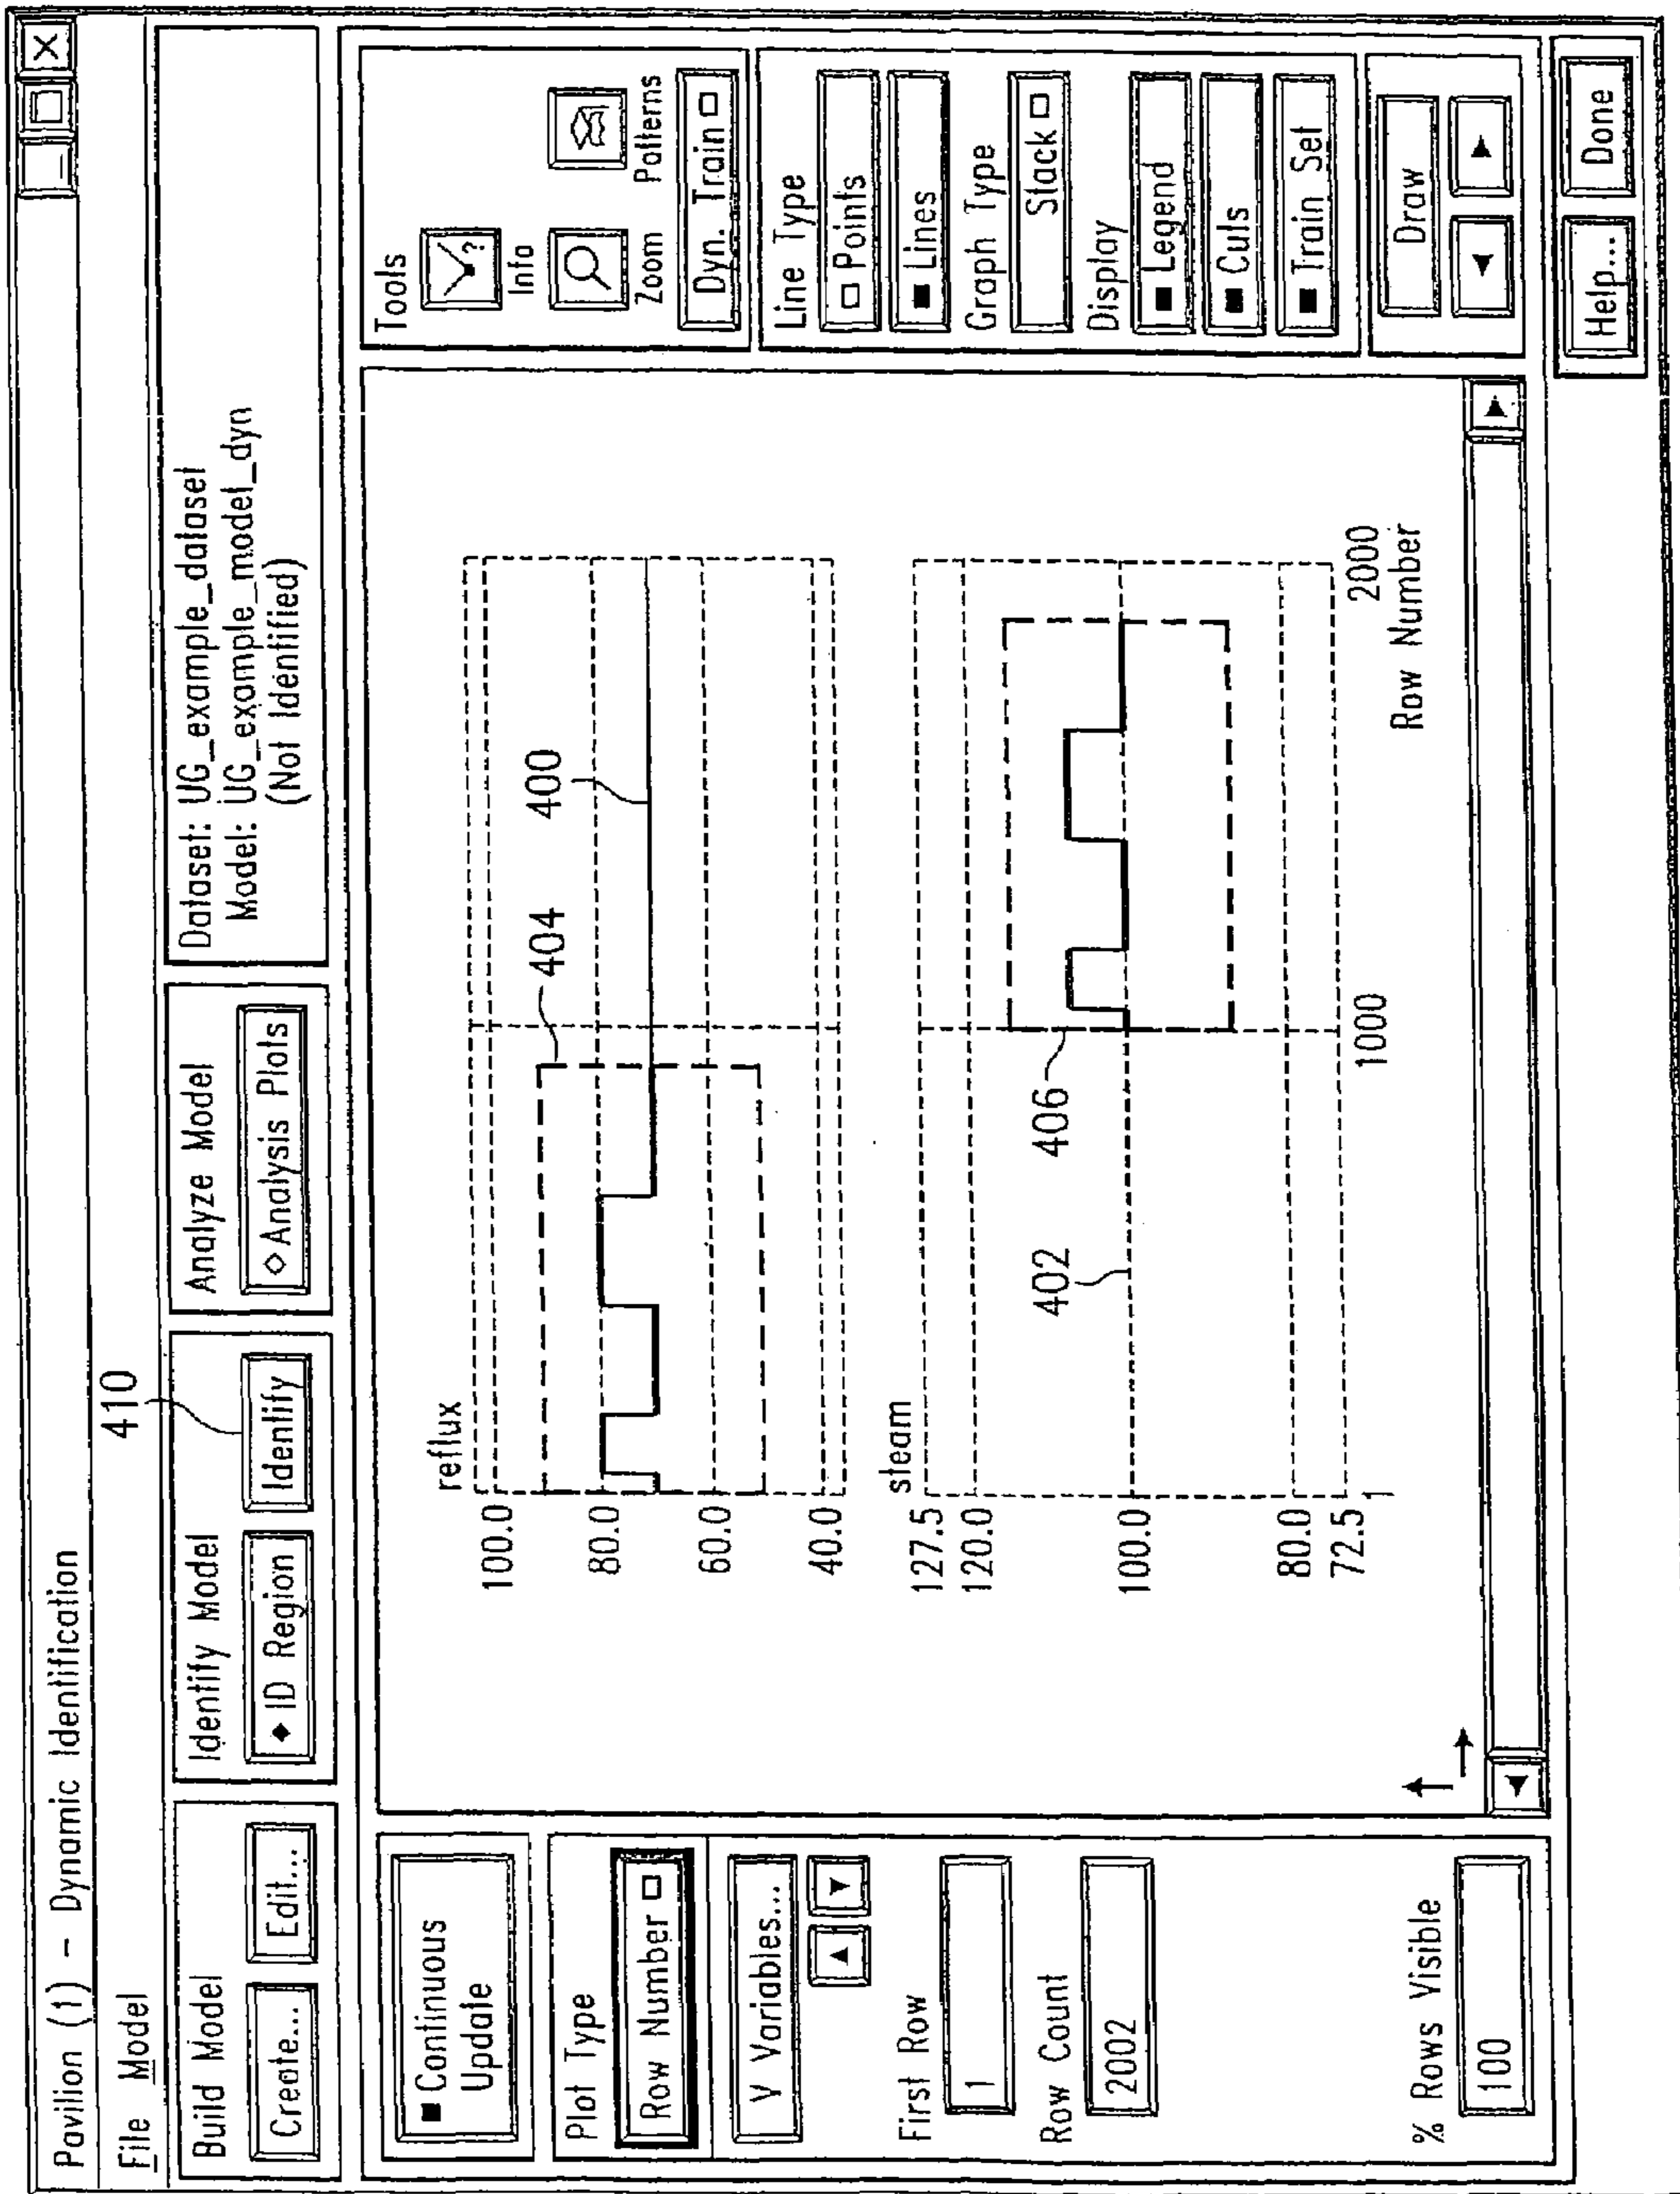 Pavilion (1) - Dynamic Identification
File Model
410
Build Model
Create...
Edit...
Identify Model
ID Region
Identify
Analyze Model
Analysis Plots
Dataset: UG_example_dataset
Model: UG_example_model_dyn
(Not Identified)
Continuous
Update
Plot Type
Row Number
V Variables...
First Row
1
Row Count
2002
% Rows Visible
100
reflux
100.0
80.0
60.0
40.0
404
400
steam
127.5
120.0
100.0
80.0
72.5
402
406
1
1000
2000
Row Number
Tools
Info
Zoom
Patterns
Dyn. Train
Line Type
Points
Lines
Graph Type
Stack
Display
Legend
Cuts
Train Set
Draw
Help...
Done